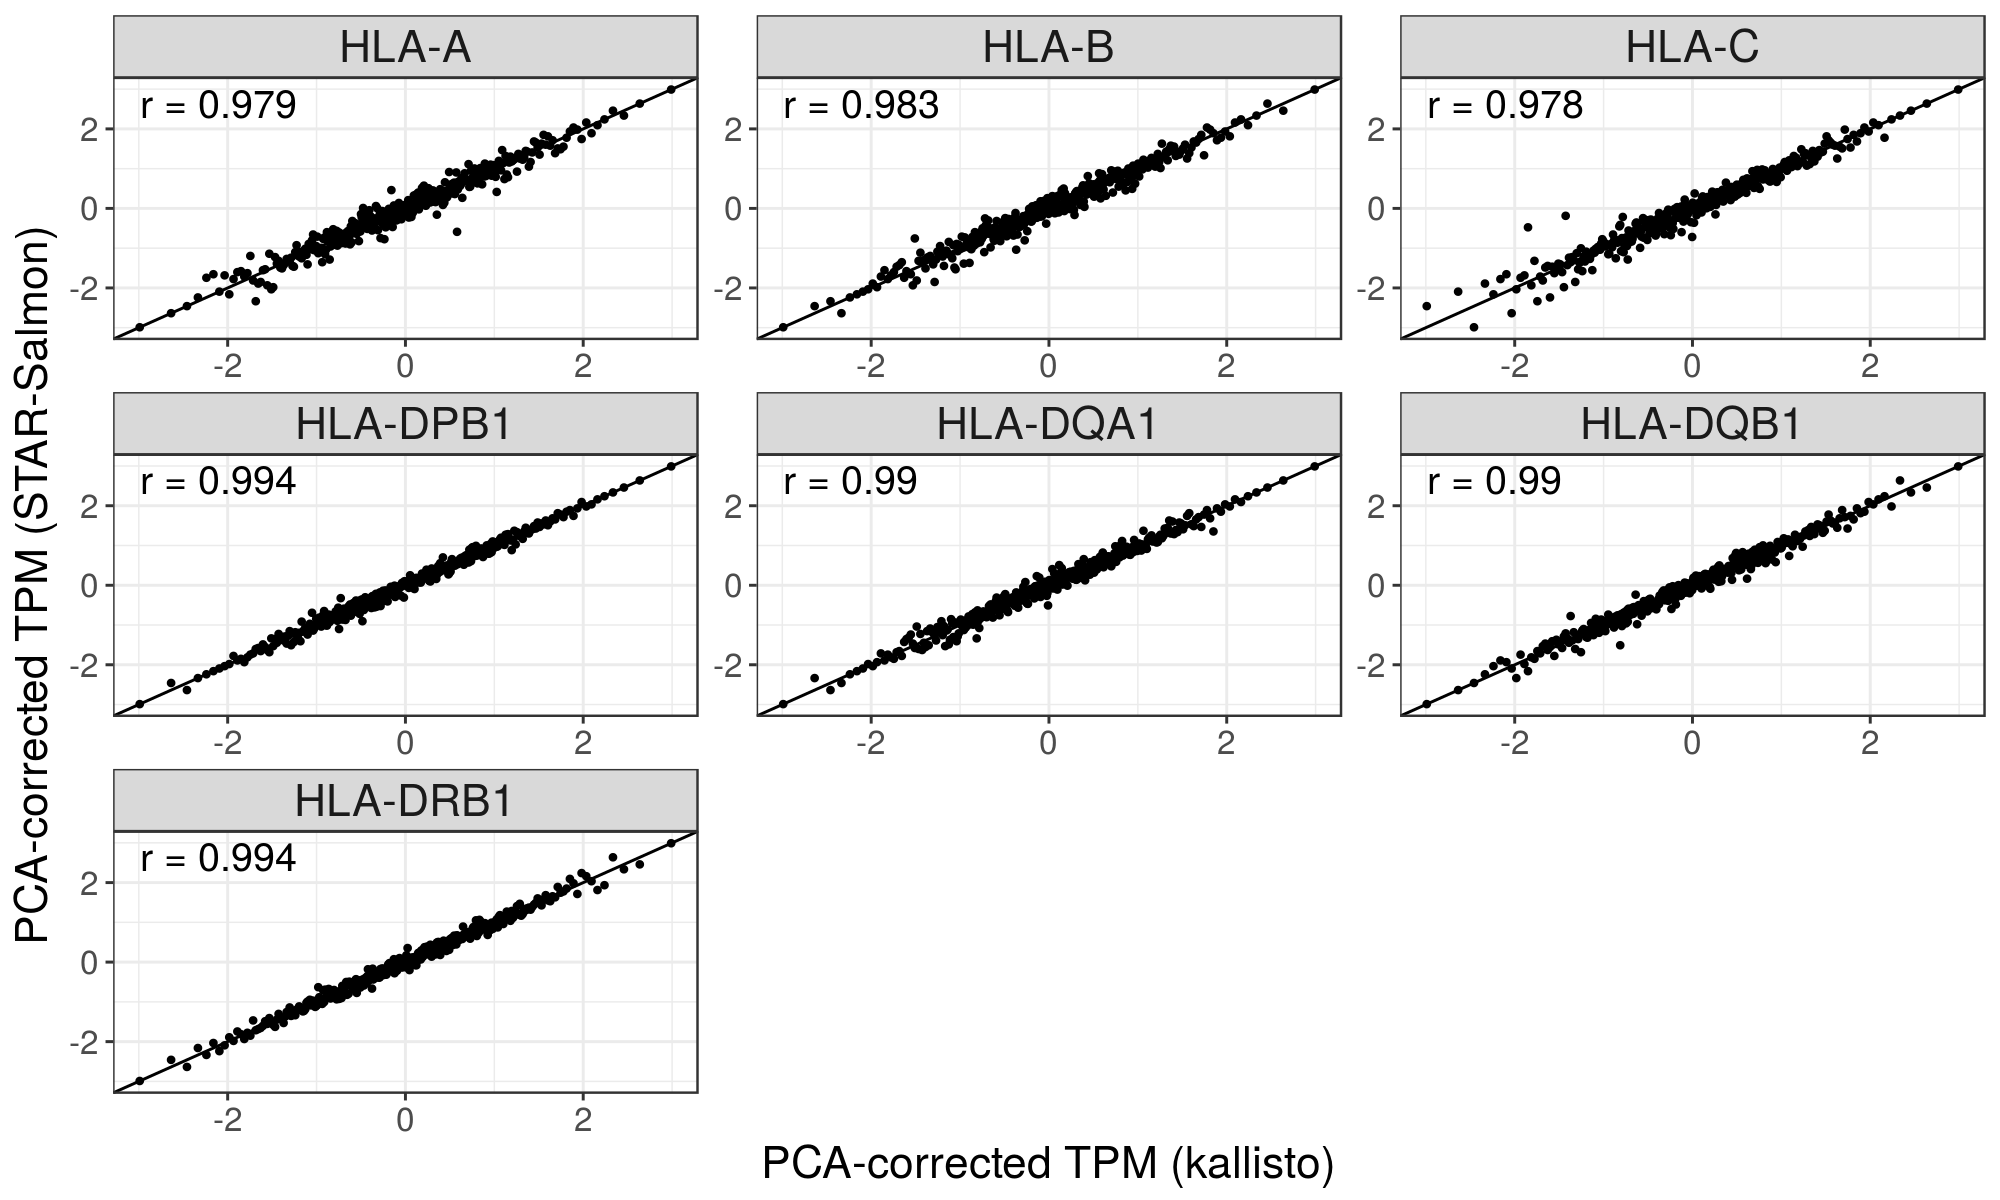 HLA-A
HLA-B
HLA-C
r = 0.979
r = 0.983
r = 0.978
2
0
-2
2
0
-2
2
0
-2
-2 0 2
-2 0 2
-2 0 2
HLA-DPB1
HLA-DQA1
HLA-DQB1
r = 0.994
r = 0.99
r = 0.99
2
0
-2
2
0
-2
2
0
-2
-2 0 2
-2 0 2
-2 0 2
HLA-DRB1
r = 0.994
2
0
-2
-2 0 2
PCA-corrected TPM (STAR-Salmon)
PCA-corrected TPM (kallisto)